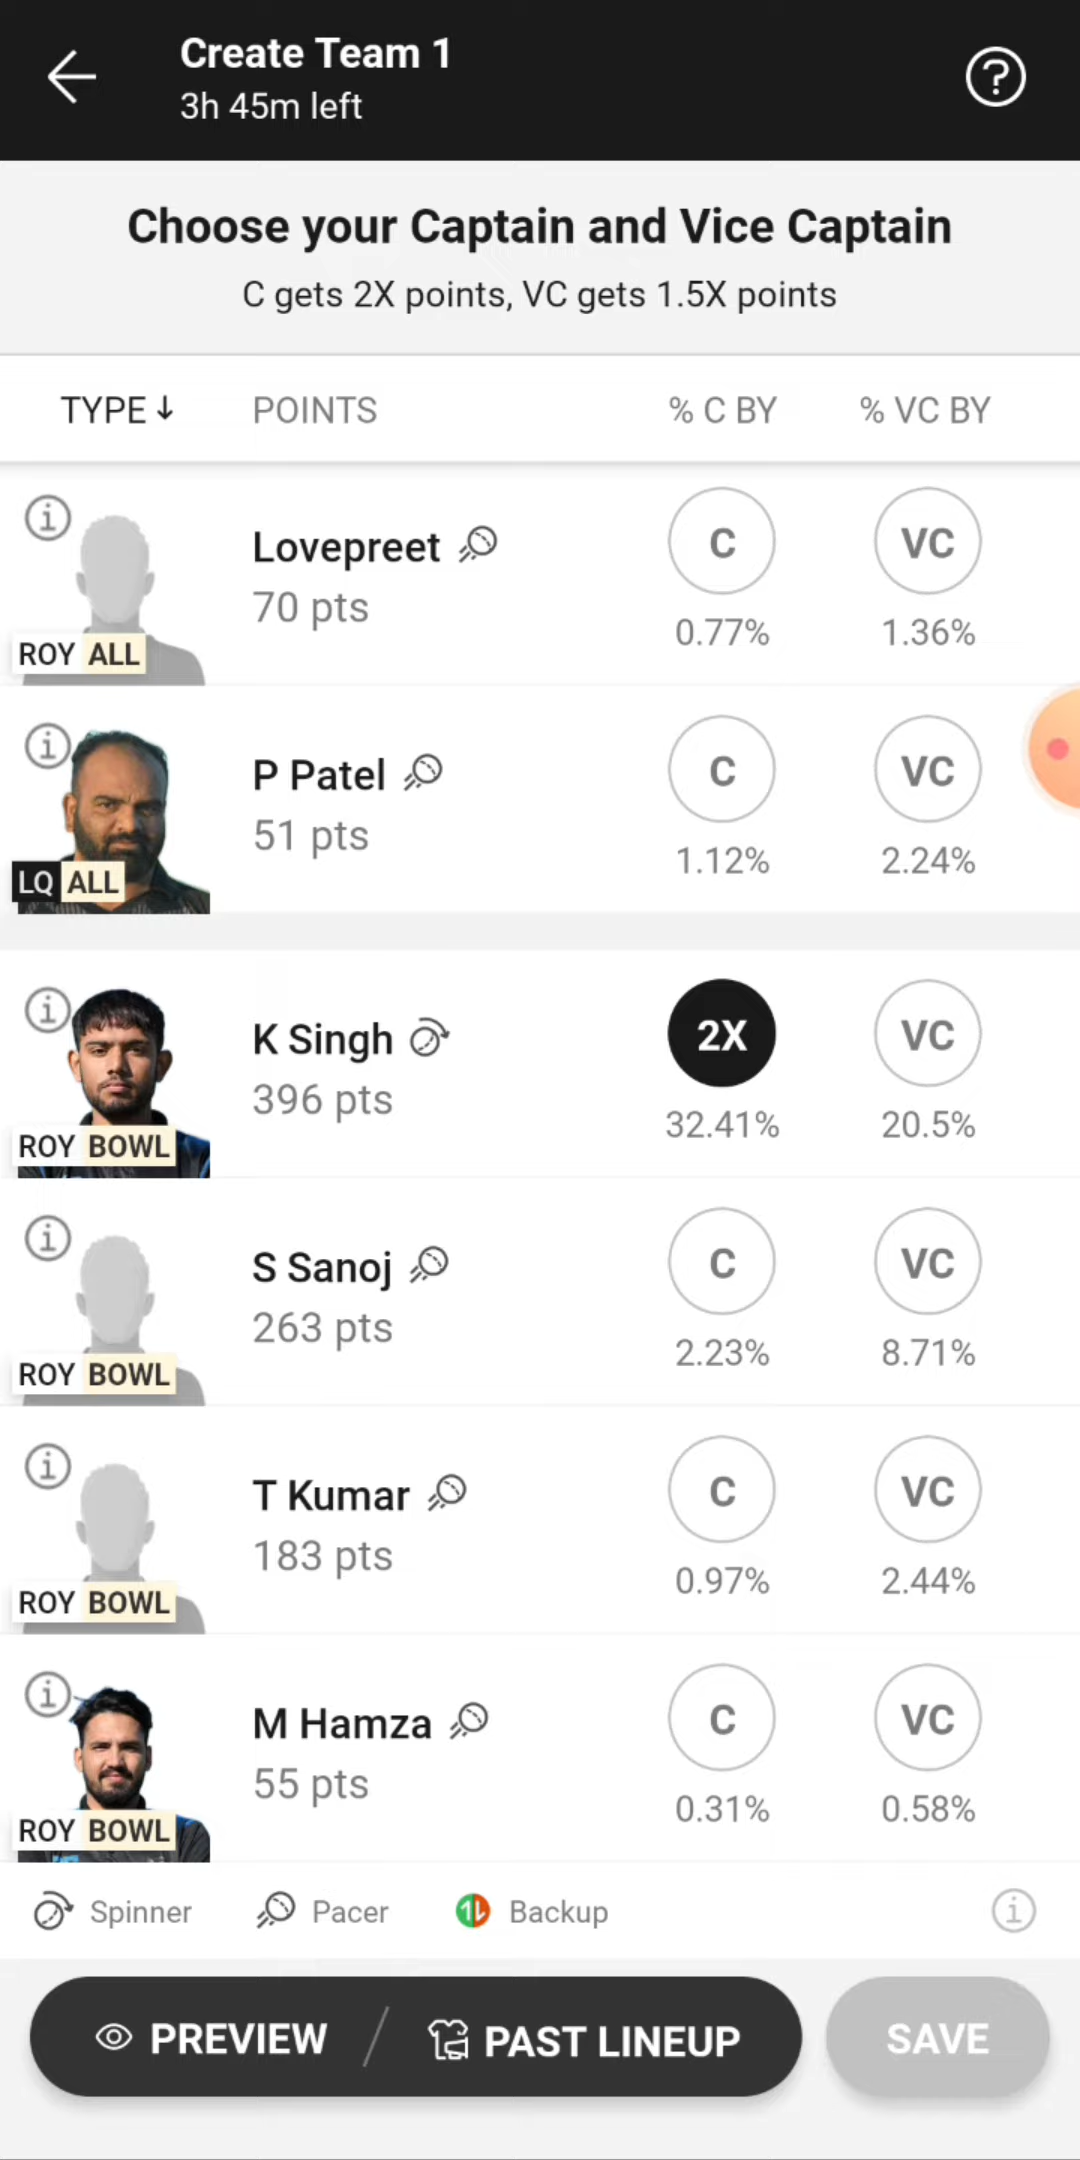 Create Team 1
3h 45m left
Choose your Captain and Vice Captain
C gets 2X points, VC gets 1.5X points
TYPE POINTS % C BY % VC BY
Lovepreet
70 pts
ROY ALL
C
0.77%
VC
1.36%
P Patel
51 pts
LQ ALL
C
1.12%
VC
2.24%
K Singh
396 pts
ROY BOWL
2X
32.41%
VC
20.5%
S Sanoj
263 pts
ROY BOWL
C
2.23%
VC
8.71%
T Kumar
183 pts
ROY BOWL
C
0.97%
VC
2.44%
M Hamza
55 pts
ROY BOWL
C
0.31%
VC
0.58%
Spinner Pacer Backup
PREVIEW / PAST LINEUP SAVE